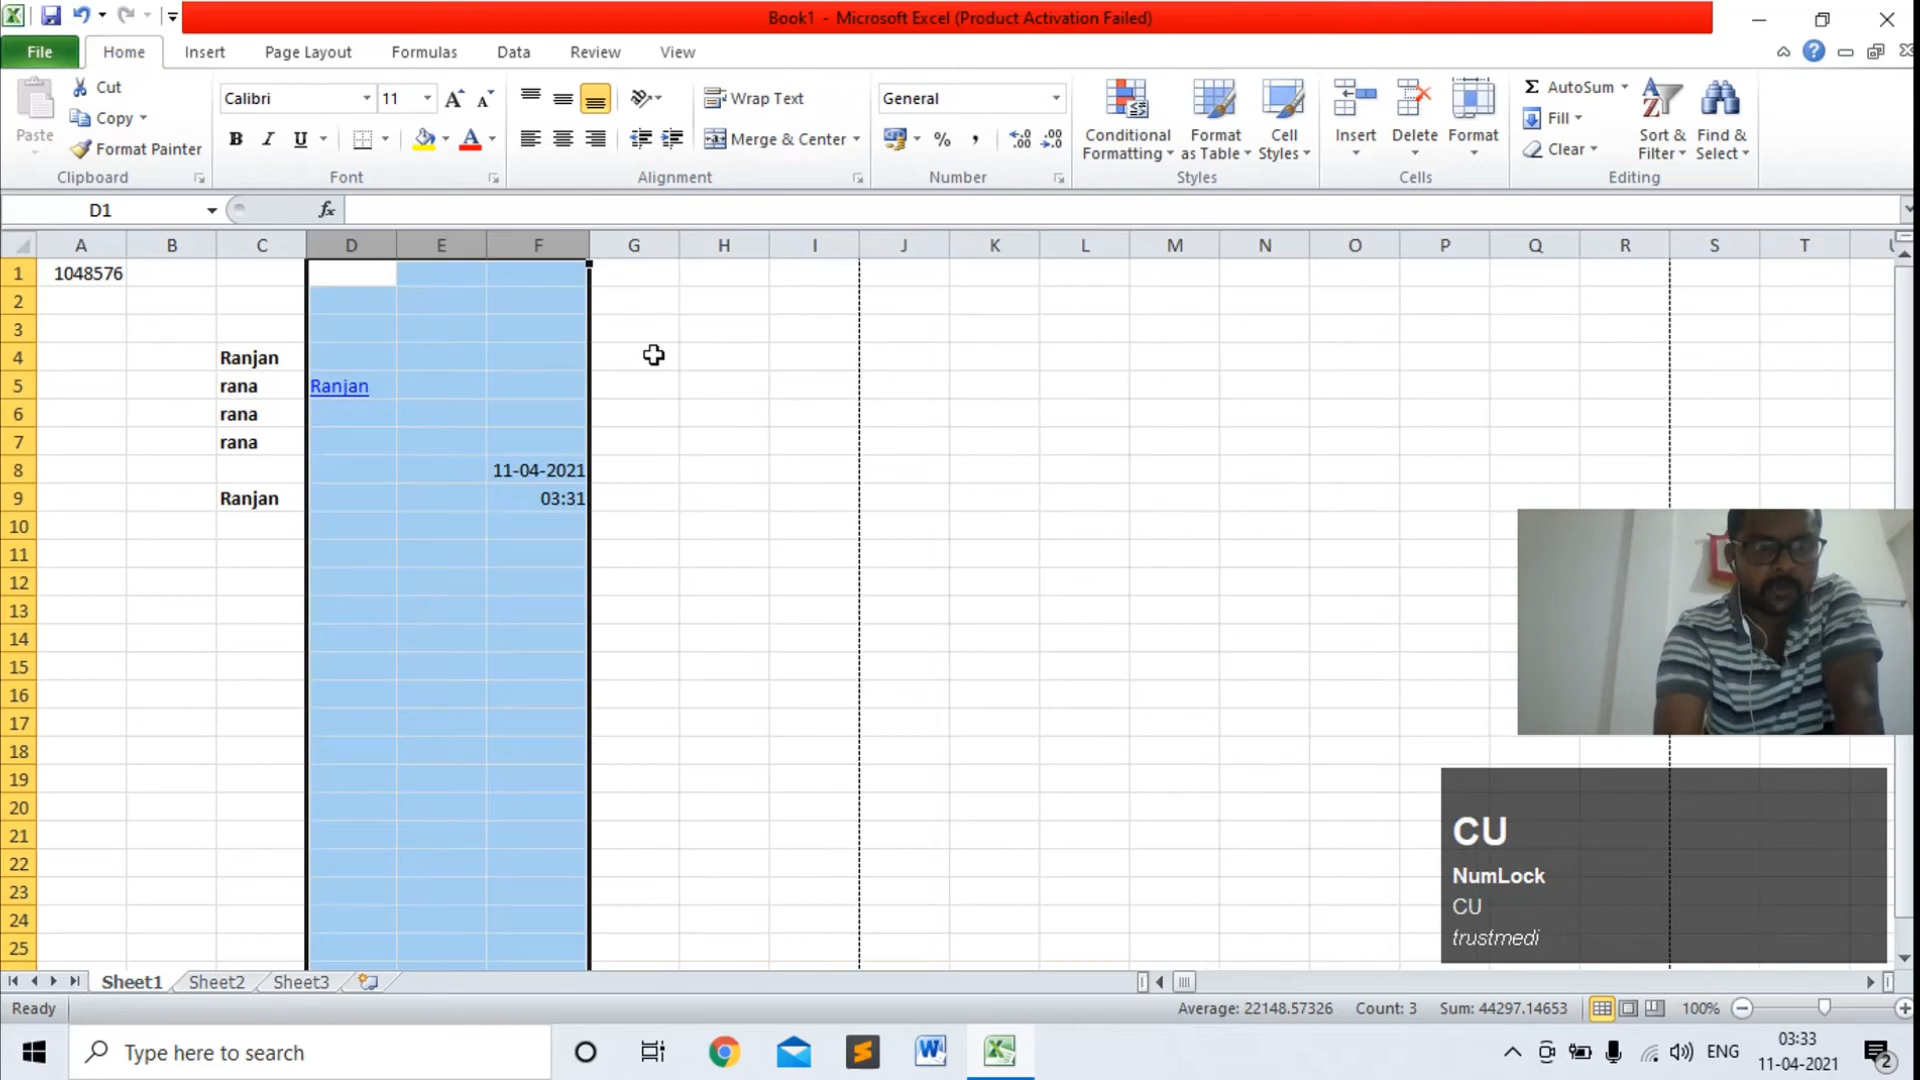 Book1 - Microsoft Excel (Product Activation Failed)
File Home Insert Page Layout Formulas Data Review View
Paste
Cut
Copy
Format Painter
Clipboard
Calibri 11
B I U A
Font
Wrap Text
Merge & Center
Alignment
General
%
Number
Conditional Formatting
Format as Table
Cell Styles
Styles
Insert Delete Format
Cells
AutoSum
Fill
Clear
Sort & Filter
Find & Select
Editing
D1 fx
A B C D E F G H I J K L M N O P Q R S T
1 1048576
2
3
4 Ranjan
5 rana Ranjan
6 rana
7 rana
8 11-04-2021
9 Ranjan 03:31
10
11
12
13
14
15
16
17
18
19
20
21
22
23
24
25
CU
NumLock
CU
trustmedi
Sheet1 Sheet2 Sheet3
Ready Average: 22148.57326 Count: 3 Sum: 44297.14653 100%
Type here to search
ENG
03:33
11-04-2021
2